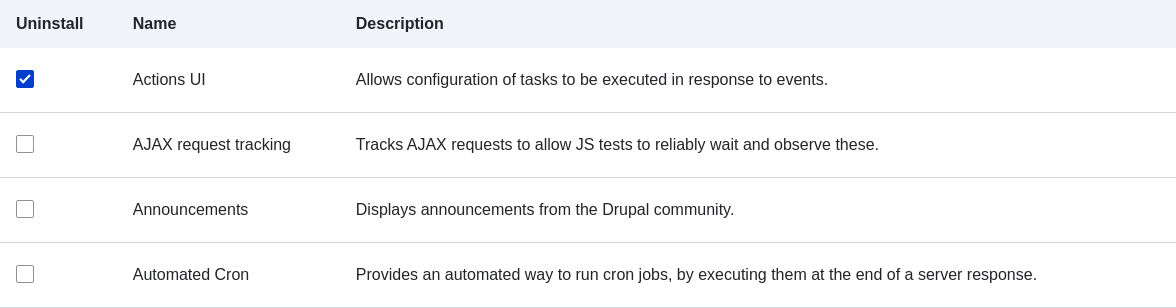 Uninstall Name Description
Actions UI Allows configuration of tasks to be executed in response to events.
AJAX request tracking Tracks AJAX requests to allow JS tests to reliably wait and observe these.
Announcements Displays announcements from the Drupal community.
Automated Cron Provides an automated way to run cron jobs, by executing them at the end of a server response.